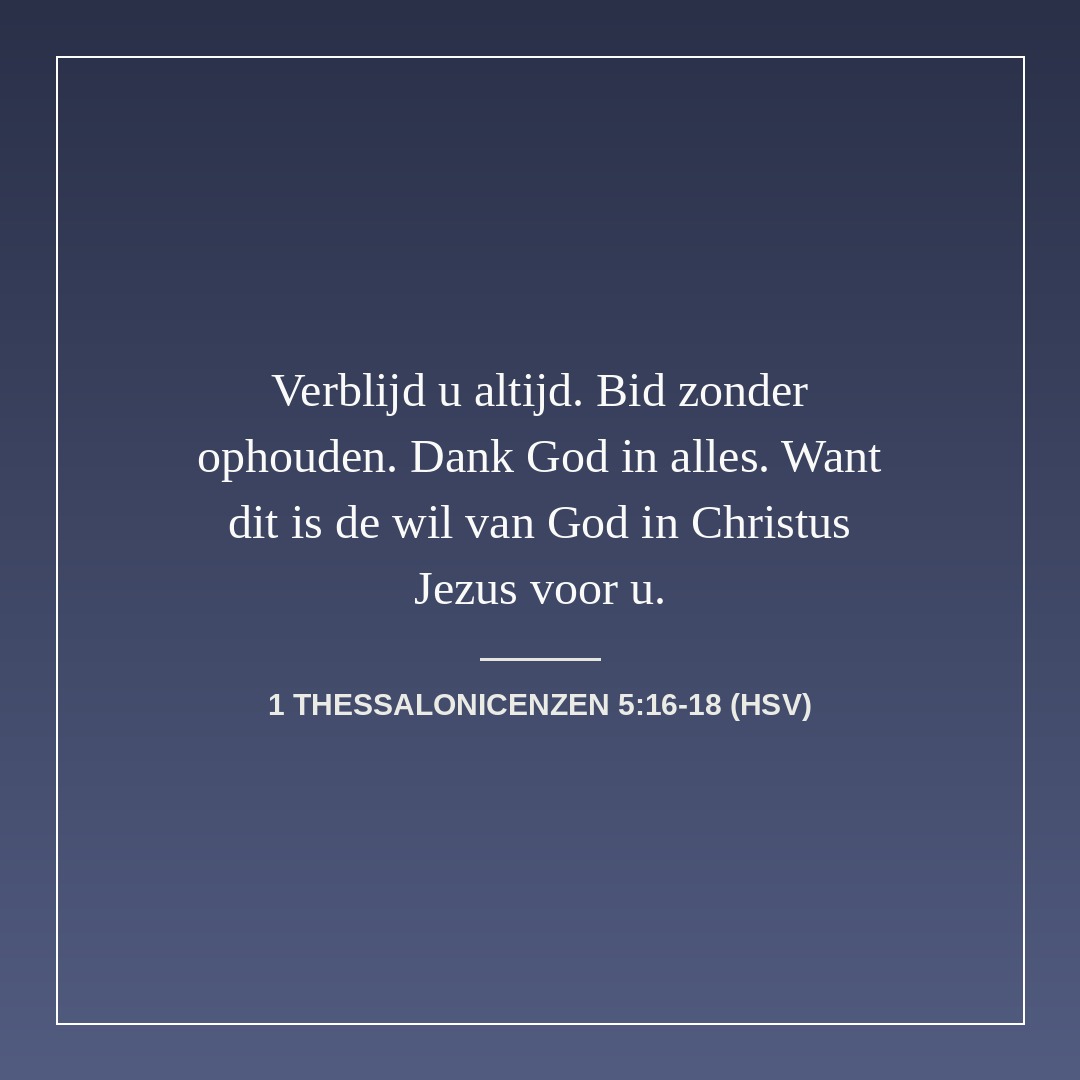 Verblijd u altijd. Bid zonder
ophouden. Dank God in alles. Want
dit is de wil van God in Christus
Jezus voor u.
1 THESSALONICENZEN 5:16-18 (HSV)